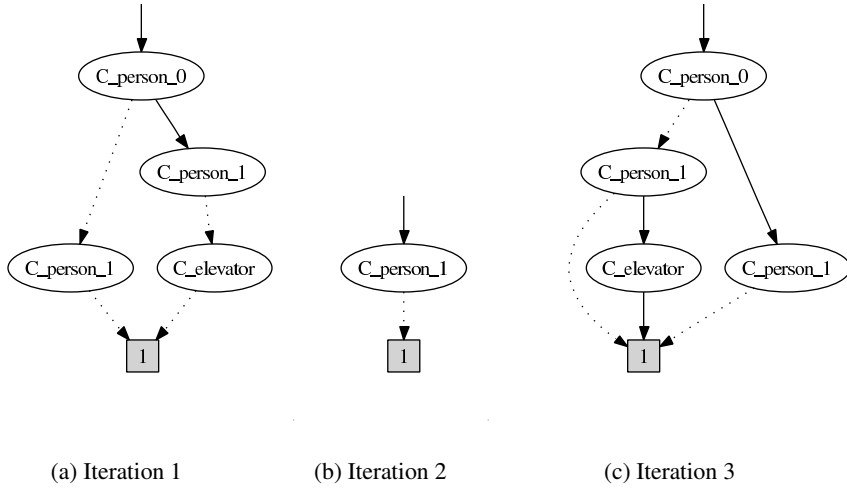 C_person_0
C_person_1
C_person_1
C_elevator
1
(a) Iteration 1
C_person_1
1
(b) Iteration 2
C_person_0
C_person_1
C_elevator
C_person_1
1
(c) Iteration 3